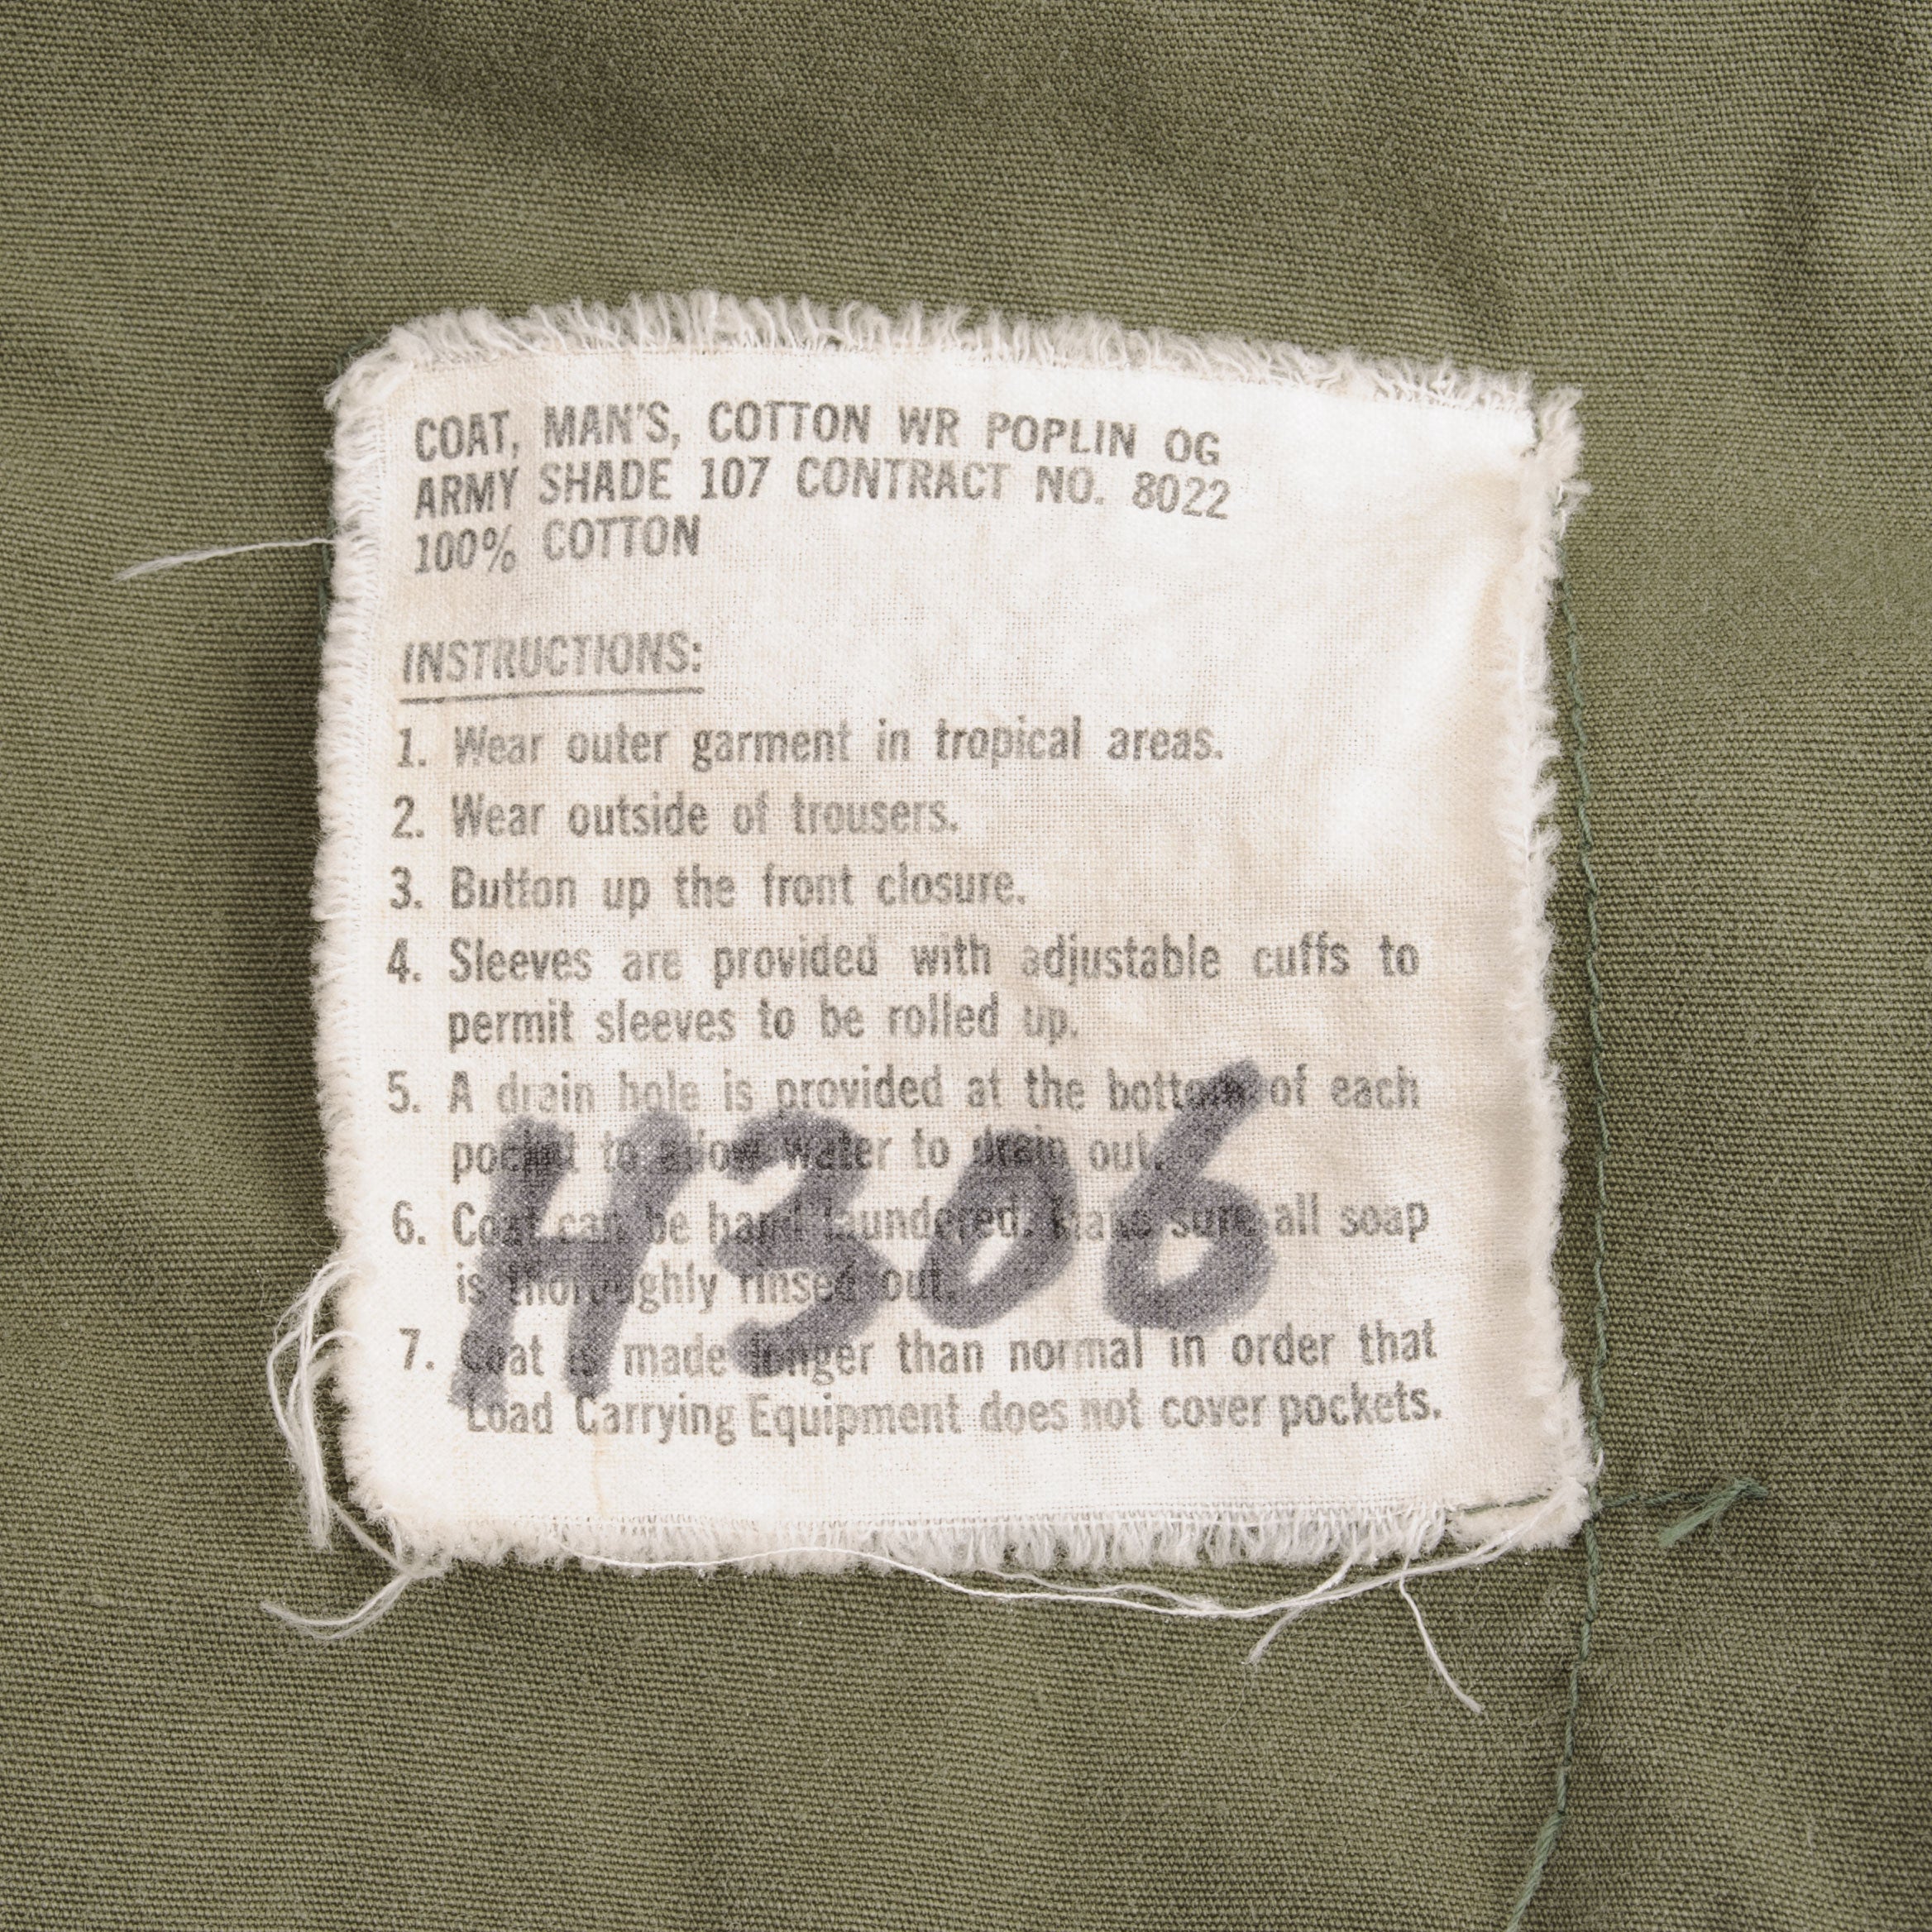 COAT, MAN'S, COTTON WR POPLIN OG
ARMY SHADE 107 CONTRACT NO. 8022
100% COTTON
INSTRUCTIONS:
1. Wear outer garment in tropical areas.
2. Wear outside of trousers.
3. Button up the front closure.
4. Sleeves are provided with adjustable cuffs to
permit sleeves to be rolled up.
5. A drain hole is provided at the bottom of each
pocket to allow water to drain out.
6. Coat can be hand laundered. Make sure all soap
is thoroughly rinsed out.
7. Coat is made longer than normal in order that
Load Carrying Equipment does not cover pockets.
H306